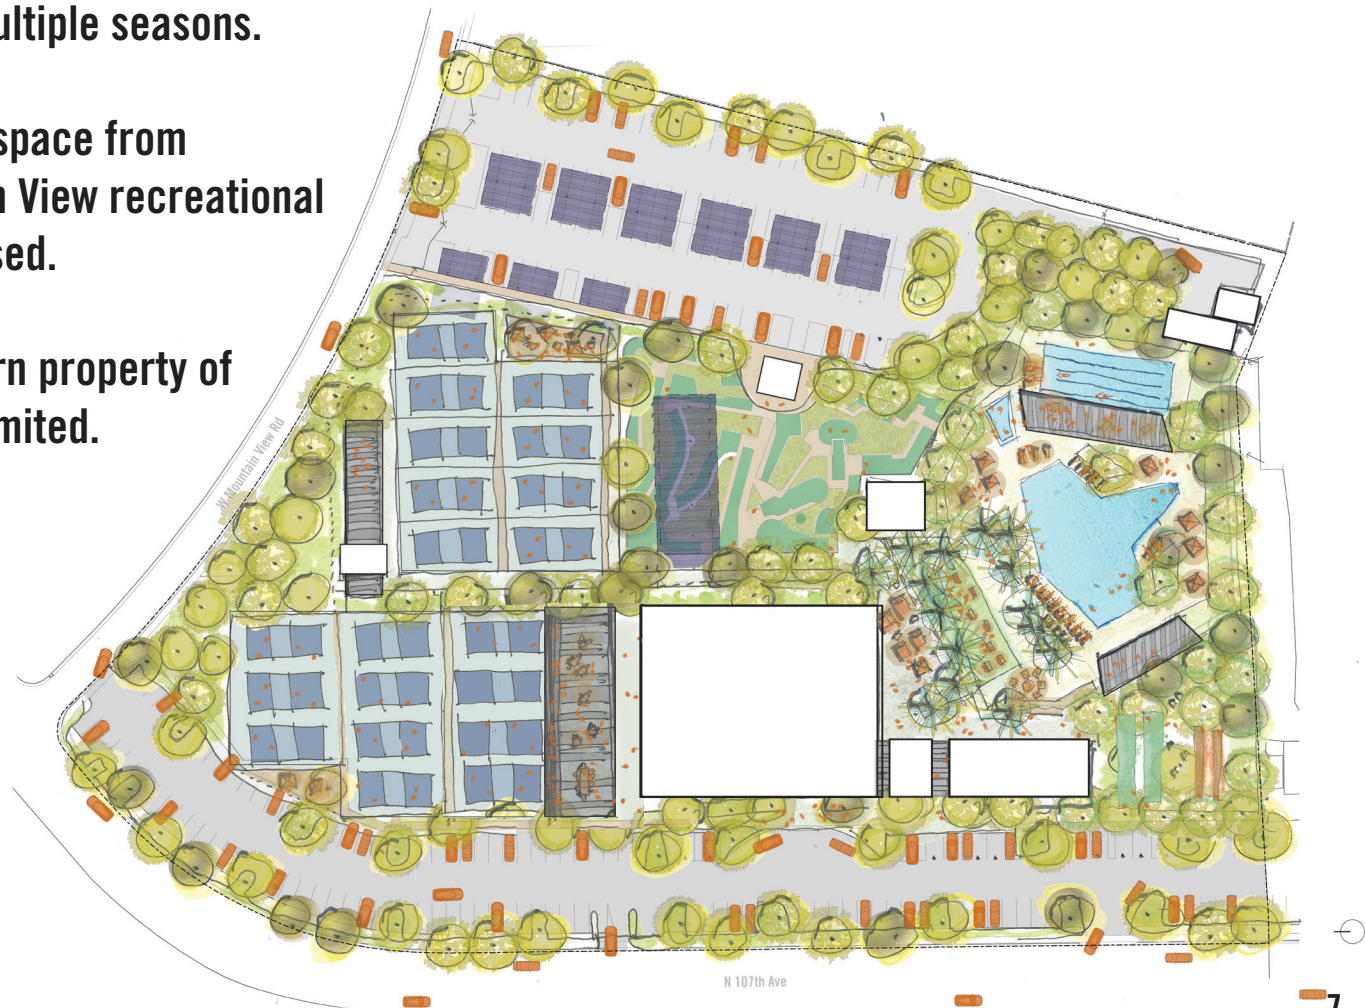 ultiple seasons.
space from
n View recreational
sed.
rn property of
mited.
W Mountain View Rd
N 107th Ave
7